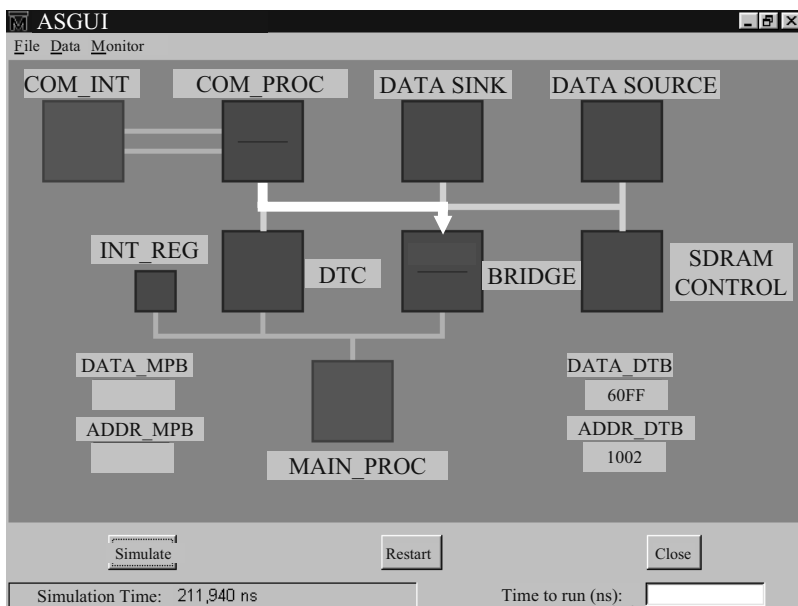 ASGUI
File Data Monitor
COM_INT
COM_PROC
DATA SINK
DATA SOURCE
INT_REG
DTC
BRIDGE
SDRAM
CONTROL
DATA_MPB
DATA_DTB
60FF
ADDR_MPB
ADDR_DTB
1002
MAIN_PROC
Simulate
Restart
Close
Simulation Time: 211,940 ns
Time to run (ns):